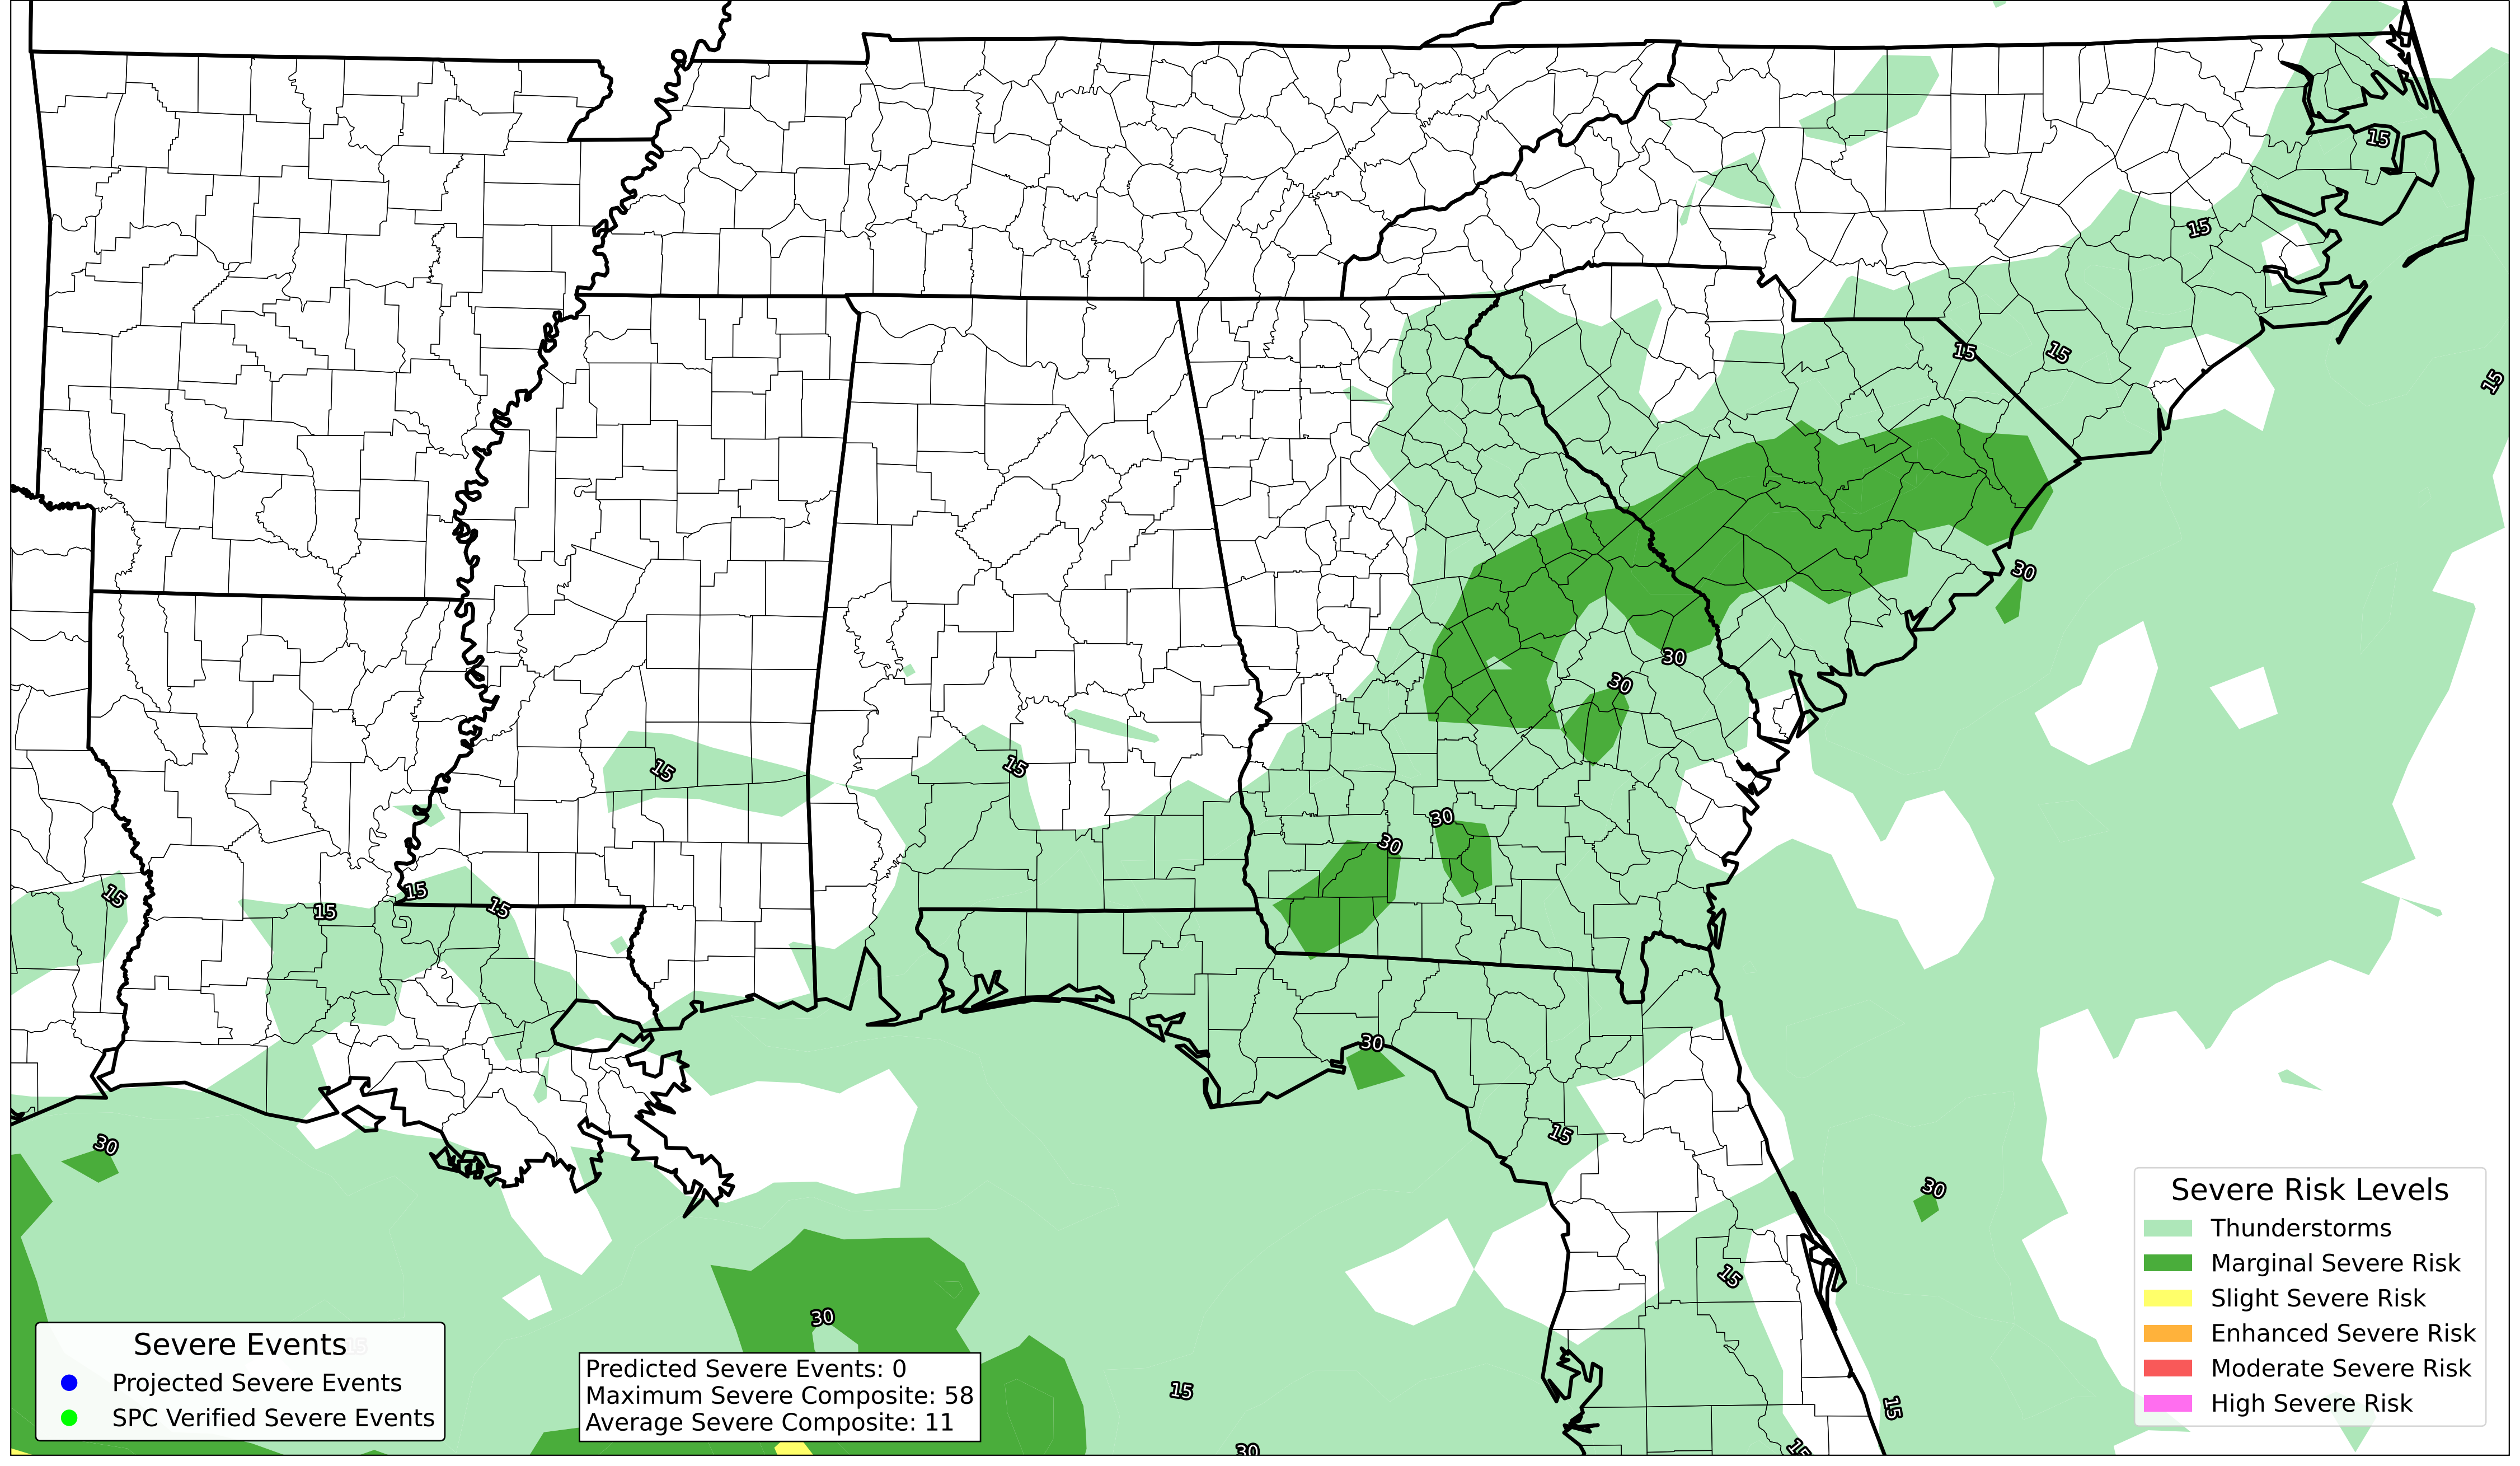 15
15
15
15
15
15
30
30
30
15
15
30
30
15
15
15
15
30
15
30
30
15
30
15
15
15
30
Severe Events
Projected Severe Events
SPC Verified Severe Events
Predicted Severe Events: 0
Maximum Severe Composite: 58
Average Severe Composite: 11
Severe Risk Levels
Thunderstorms
Marginal Severe Risk
Slight Severe Risk
Enhanced Severe Risk
Moderate Severe Risk
High Severe Risk